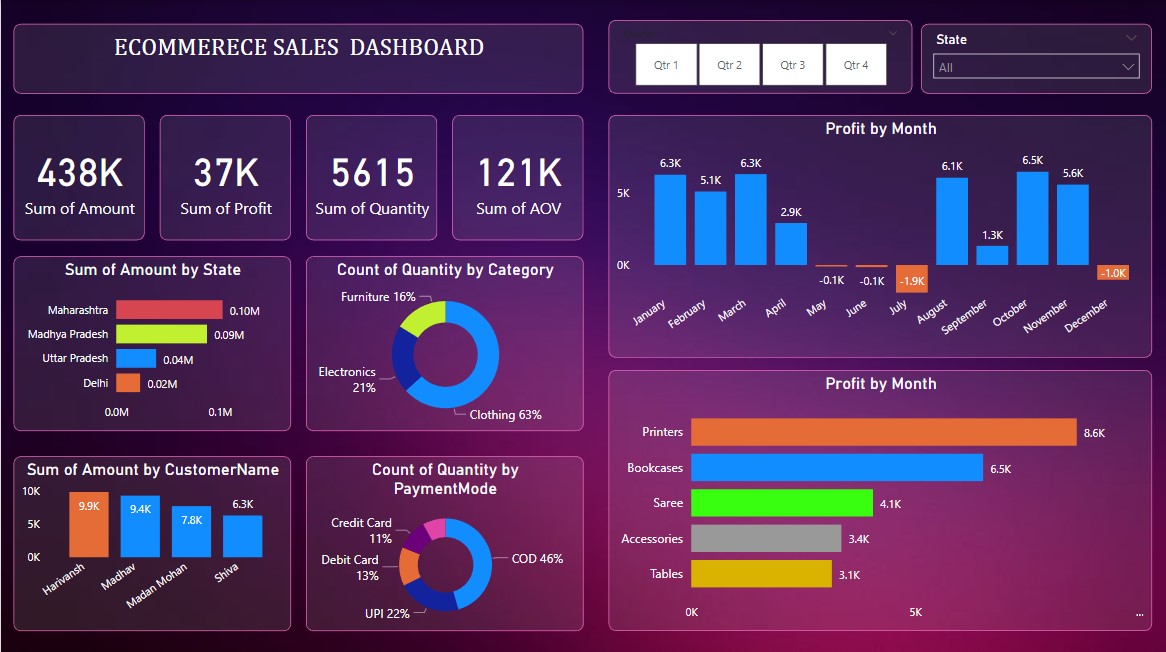 ECOMMERECE SALES DASHBOARD
Qtr 1
Qtr 2
Qtr 3
Qtr 4
State
All
438K
Sum of Amount
37K
Sum of Profit
5615
Sum of Quantity
121K
Sum of AOV
Profit by Month
5K
0K
6.3K
5.1K
6.3K
2.9K
-0.1K
-0.1K
-1.9K
6.1K
1.3K
6.5K
5.6K
-1.0K
January
February
March
April
May
June
July
August
September
October
November
December
Sum of Amount by State
Maharashtra
0.10M
Madhya Pradesh
0.09M
Uttar Pradesh
0.04M
Delhi
0.02M
0.0M
0.1M
Count of Quantity by Category
Furniture 16%
Electronics
21%
Clothing 63%
Profit by Month
Printers
8.6K
Bookcases
6.5K
Saree
4.1K
Accessories
3.4K
Tables
3.1K
0K
5K
...
Sum of Amount by CustomerName
10K
5K
0K
9.9K
9.4K
7.8K
6.3K
Harivansh
Madhav
Madan Mohan
Shiva
Count of Quantity by
PaymentMode
Credit Card
11%
Debit Card
13%
UPI 22%
COD 46%